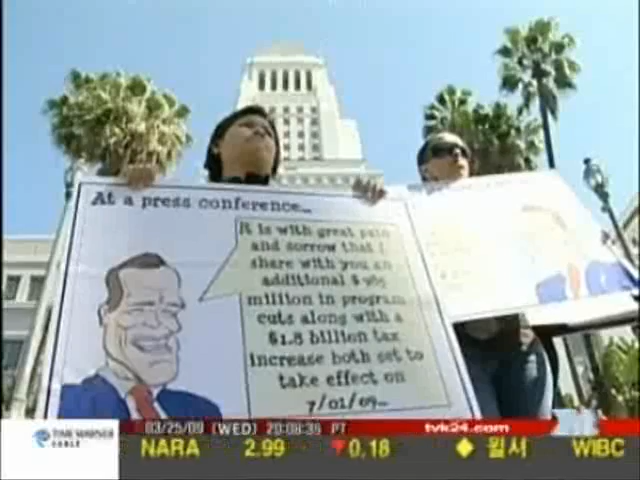 At a press conference...
It is with great pain
and sorrow that I
share with you an
additional $
million in program
cuts along with a
$1.8 billion tax
increase both set to
take effect on
7/01/09...
TIME WARNER
CABLE
03/25/09 (WED) 20:08:39 PT
tvk24.com
NARA 2.99 ▼0.18 ◆ 윌셔 WIBC